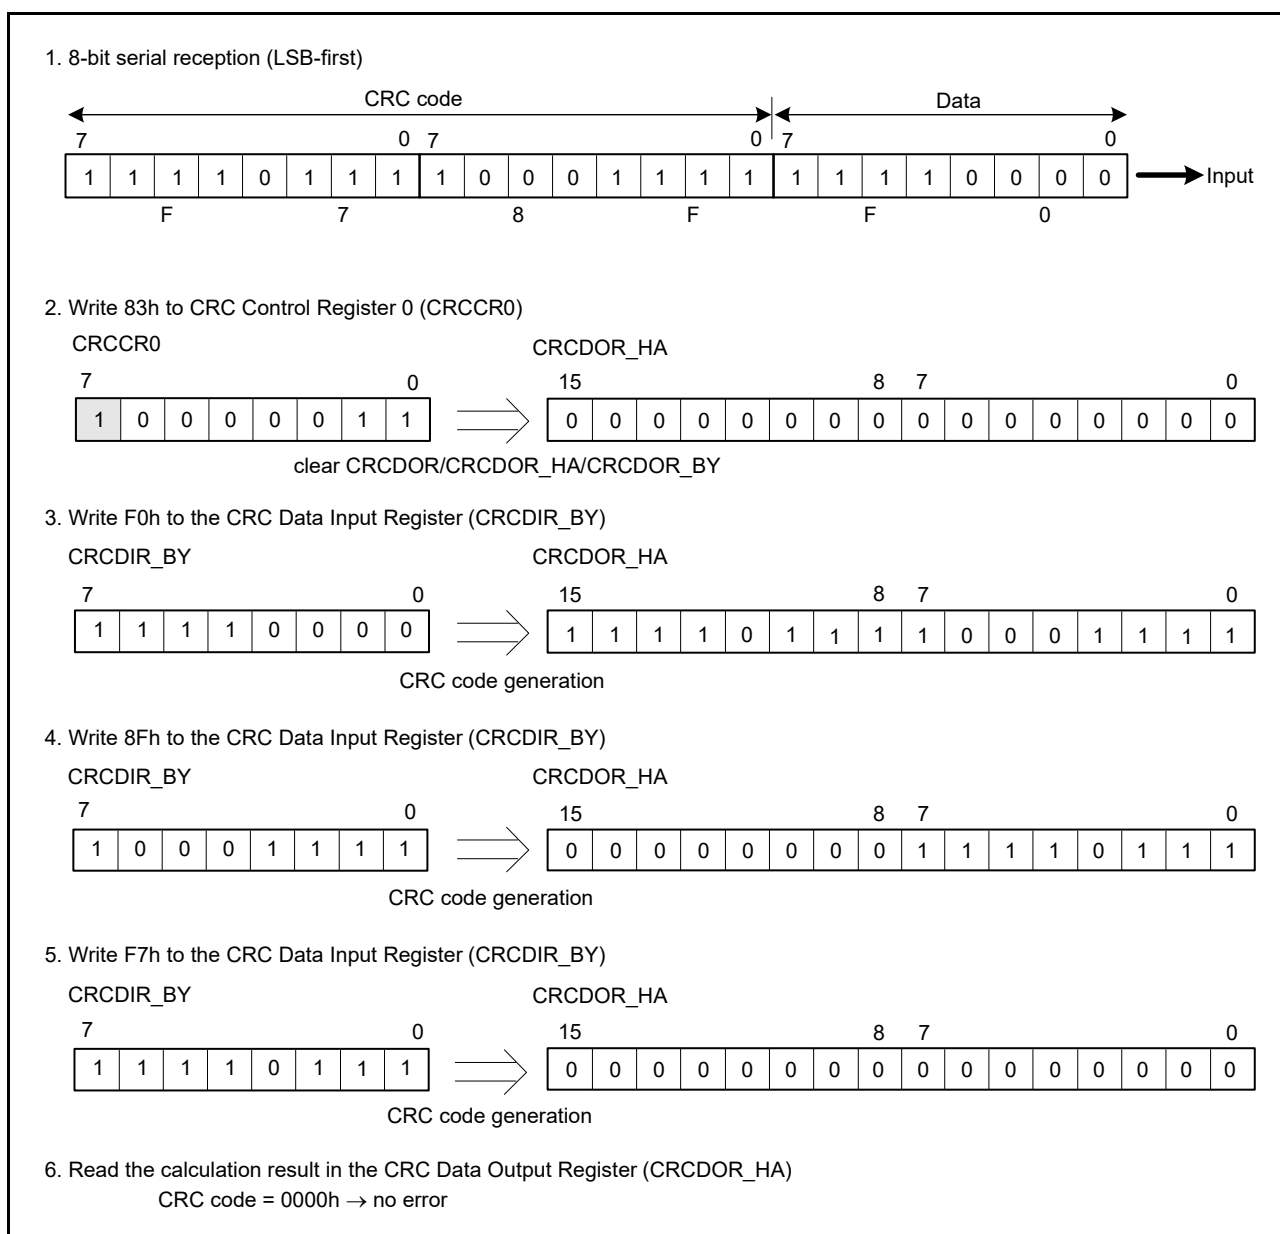 1. 8-bit serial reception (LSB-first)
CRC code Data
7 0 7 0 7 0
1 1 1 1 0 1 1 1 1 0 0 0 1 1 1 1 1 1 1 1 0 0 0 0 Input
F 7 8 F F 0
2. Write 83h to CRC Control Register 0 (CRCCR0)
CRCCR0 CRCDOR_HA
7 0 15 8 7 0
1 0 0 0 0 0 1 1 0 0 0 0 0 0 0 0 0 0 0 0 0 0 0 0
clear CRCDOR/CRCDOR_HA/CRCDOR_BY
3. Write F0h to the CRC Data Input Register (CRCDIR_BY)
CRCDIR_BY CRCDOR_HA
7 0 15 8 7 0
1 1 1 1 0 0 0 0 1 1 1 1 0 1 1 1 1 0 0 0 1 1 1 1
CRC code generation
4. Write 8Fh to the CRC Data Input Register (CRCDIR_BY)
CRCDIR_BY CRCDOR_HA
7 0 15 8 7 0
1 0 0 0 1 1 1 1 0 0 0 0 0 0 0 0 1 1 1 1 0 1 1 1
CRC code generation
5. Write F7h to the CRC Data Input Register (CRCDIR_BY)
CRCDIR_BY CRCDOR_HA
7 0 15 8 7 0
1 1 1 1 0 1 1 1 0 0 0 0 0 0 0 0 0 0 0 0 0 0 0 0
CRC code generation
6. Read the calculation result in the CRC Data Output Register (CRCDOR_HA)
CRC code = 0000h → no error